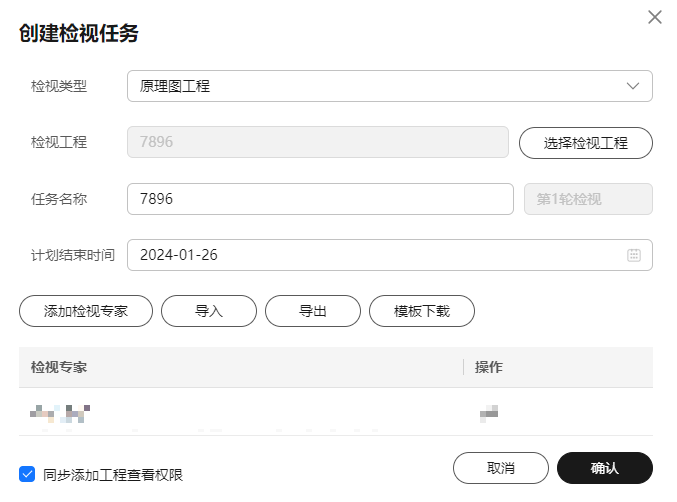 创建检视任务
检视类型 原理图工程
检视工程 7896 选择检视工程
任务名称 7896 第1轮检视
计划结束时间 2024-01-26
添加检视专家 导入 导出 模板下载
检视专家 操作
同步添加工程查看权限 取消 确认